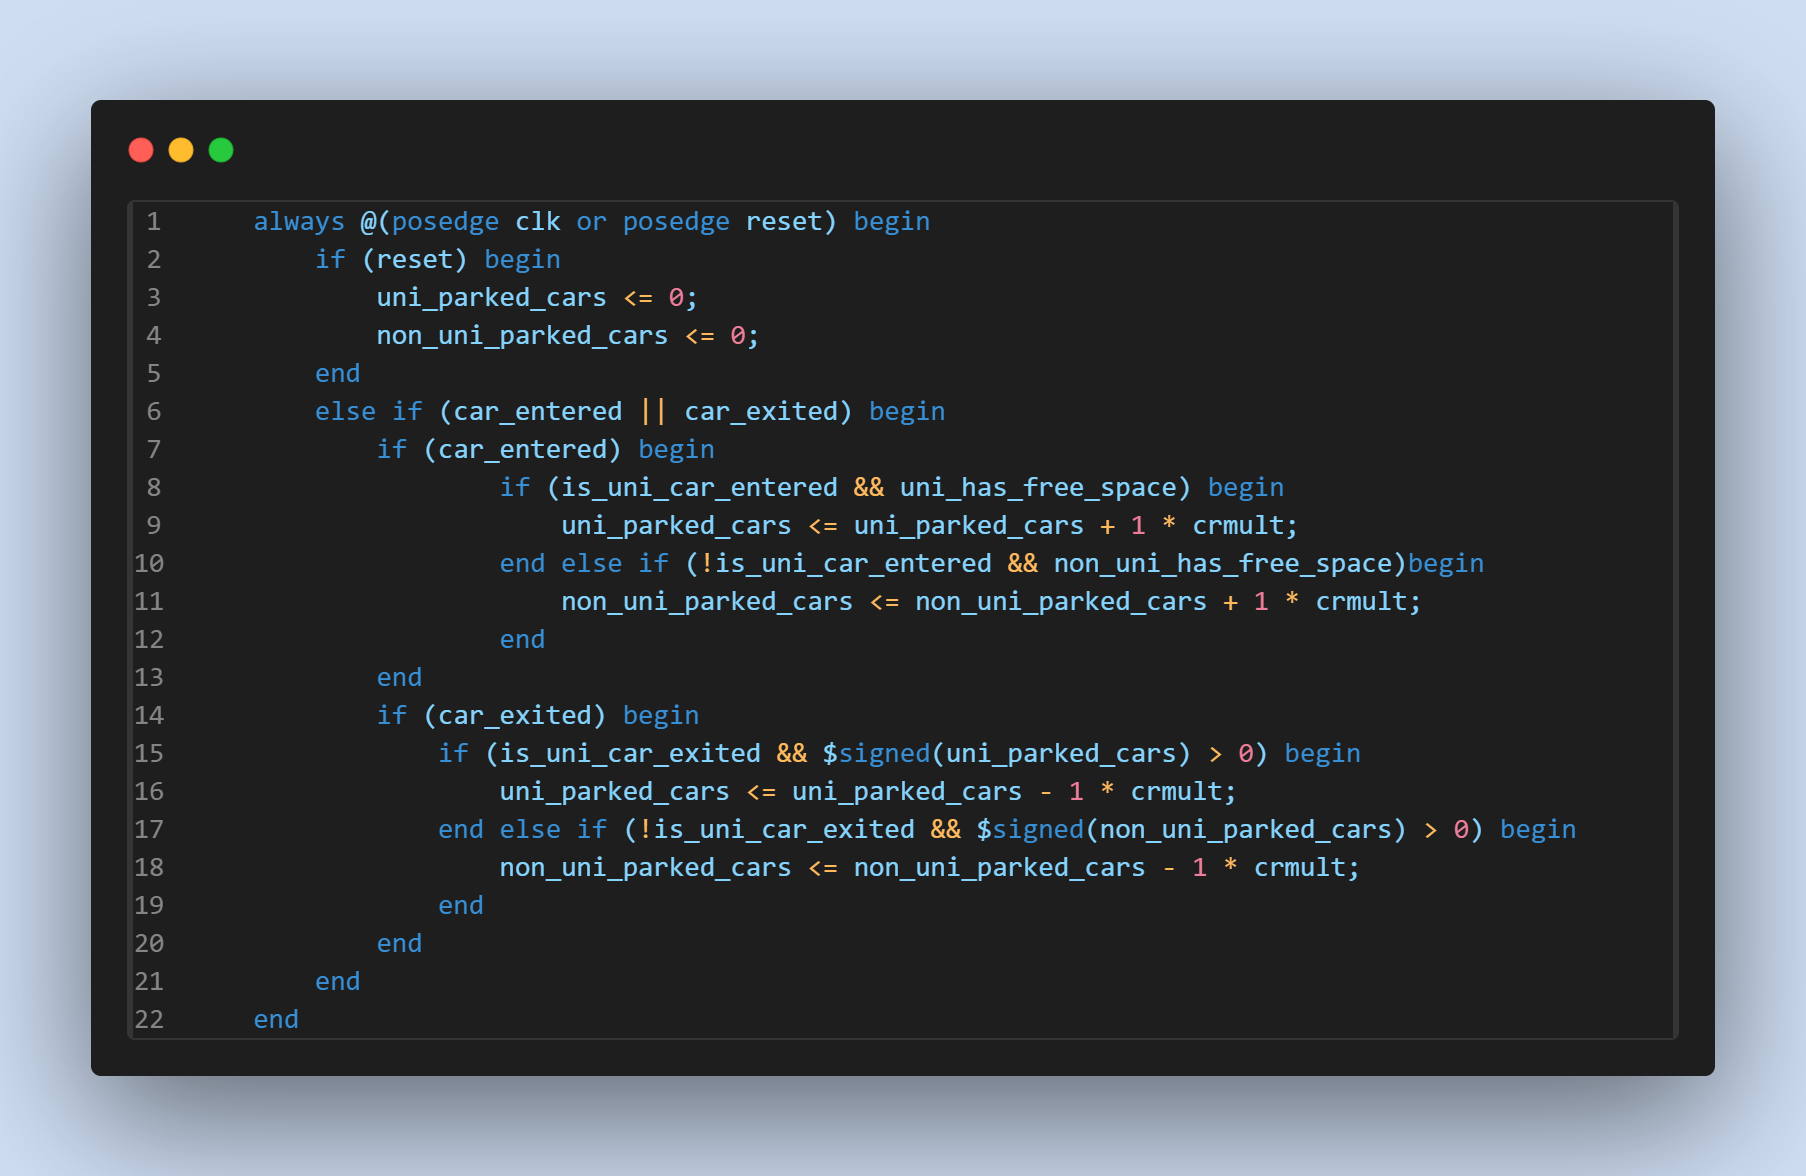 1 always @(posedge clk or posedge reset) begin
2 if (reset) begin
3 uni_parked_cars <= 0;
4 non_uni_parked_cars <= 0;
5 end
6 else if (car_entered || car_exited) begin
7 if (car_entered) begin
8 if (is_uni_car_entered && uni_has_free_space) begin
9 uni_parked_cars <= uni_parked_cars + 1 * crmult;
10 end else if (!is_uni_car_entered && non_uni_has_free_space)begin
11 non_uni_parked_cars <= non_uni_parked_cars + 1 * crmult;
12 end
13 end
14 if (car_exited) begin
15 if (is_uni_car_exited && $signed(uni_parked_cars) > 0) begin
16 uni_parked_cars <= uni_parked_cars - 1 * crmult;
17 end else if (!is_uni_car_exited && $signed(non_uni_parked_cars) > 0) begin
18 non_uni_parked_cars <= non_uni_parked_cars - 1 * crmult;
19 end
20 end
21 end
22 end